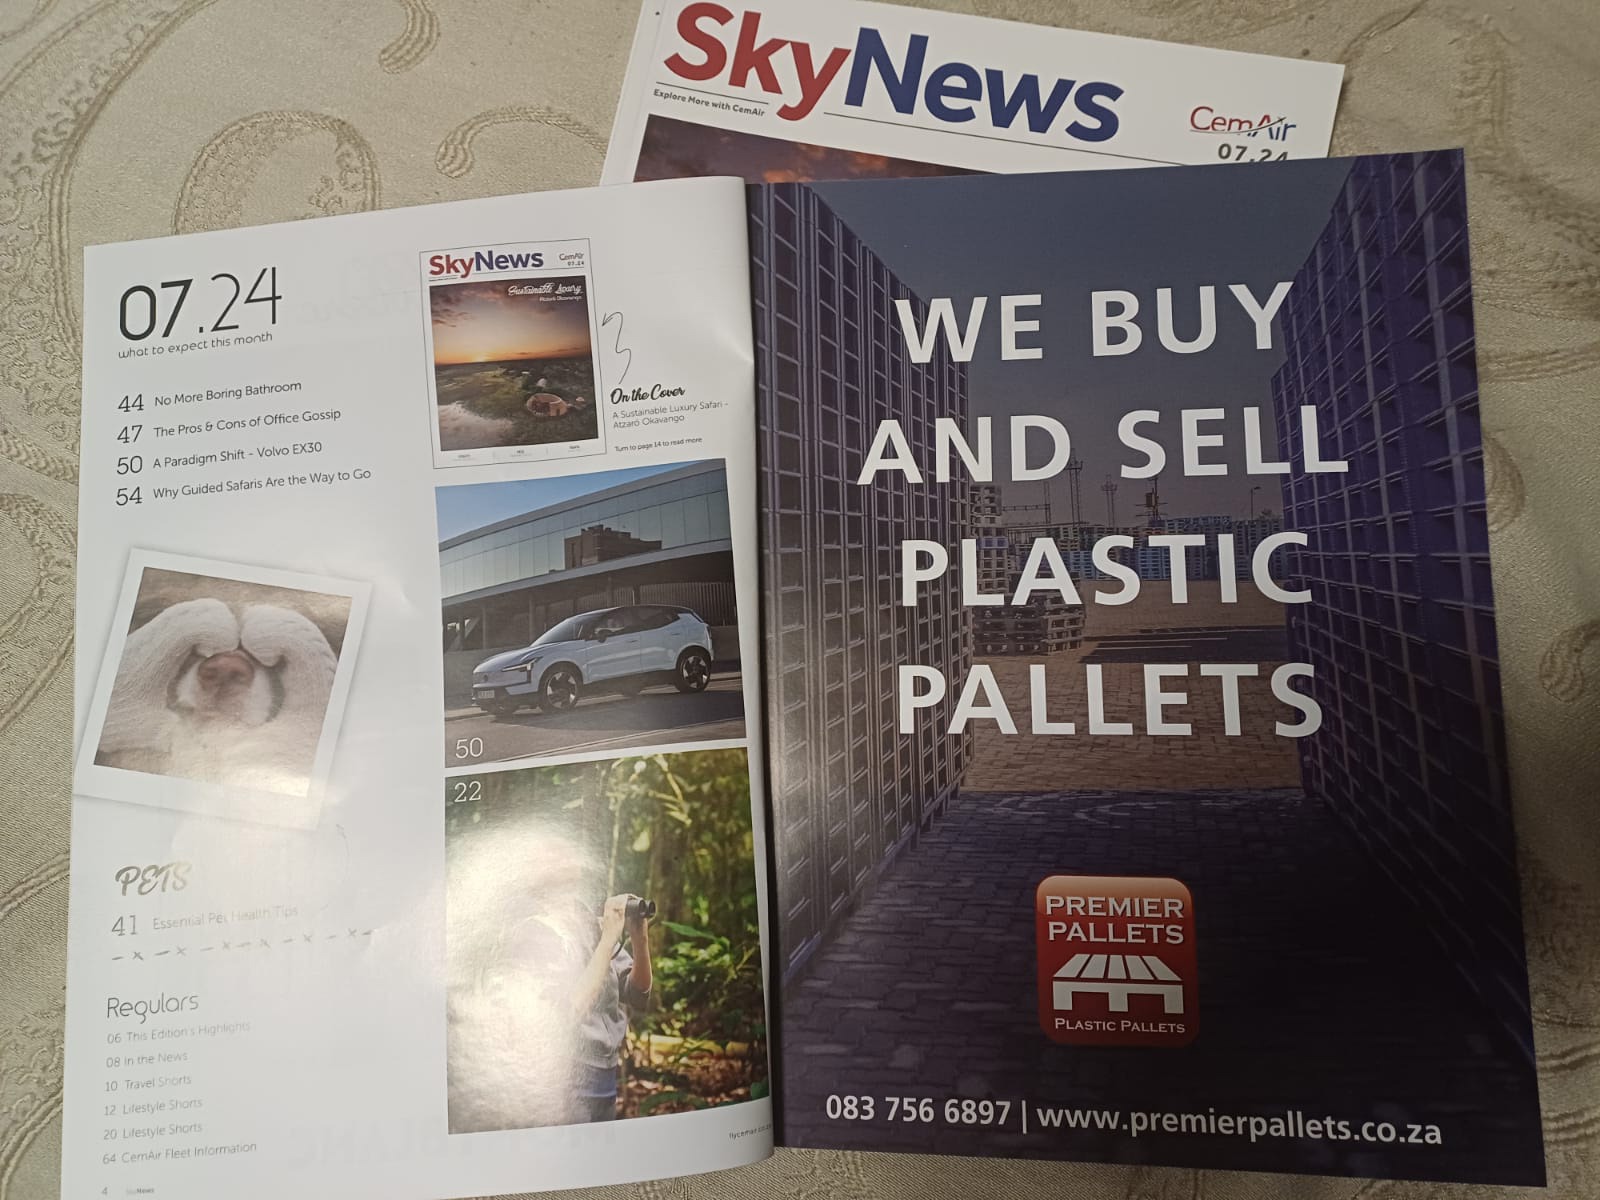 SkyNews
Explore More with CemAir
CemAir
07.24
07.24
what to expect this month
44 No More Boring Bathroom
47 The Pros & Cons of Office Gossip
50 A Paradigm Shift - Volvo EX30
54 Why Guided Safaris Are the Way to Go
SkyNews
CemAir
07.24
Sustainable Luxury
Atzaró Okavango
On the Cover
A Sustainable Luxury Safari -
Atzaró Okavango
Turn to page 14 to read more
50
22
PETS
41 Essential Pet Health Tips
Regulars
06 This Edition's Highlights
08 In the News
10 Travel Shorts
12 Lifestyle Shorts
20 Lifestyle Shorts
64 CemAir Fleet Information
4 SkyNews
WE BUY
AND SELL
PLASTIC
PALLETS
PREMIER
PALLETS
PLASTIC PALLETS
083 756 6897 | www.premierpallets.co.za